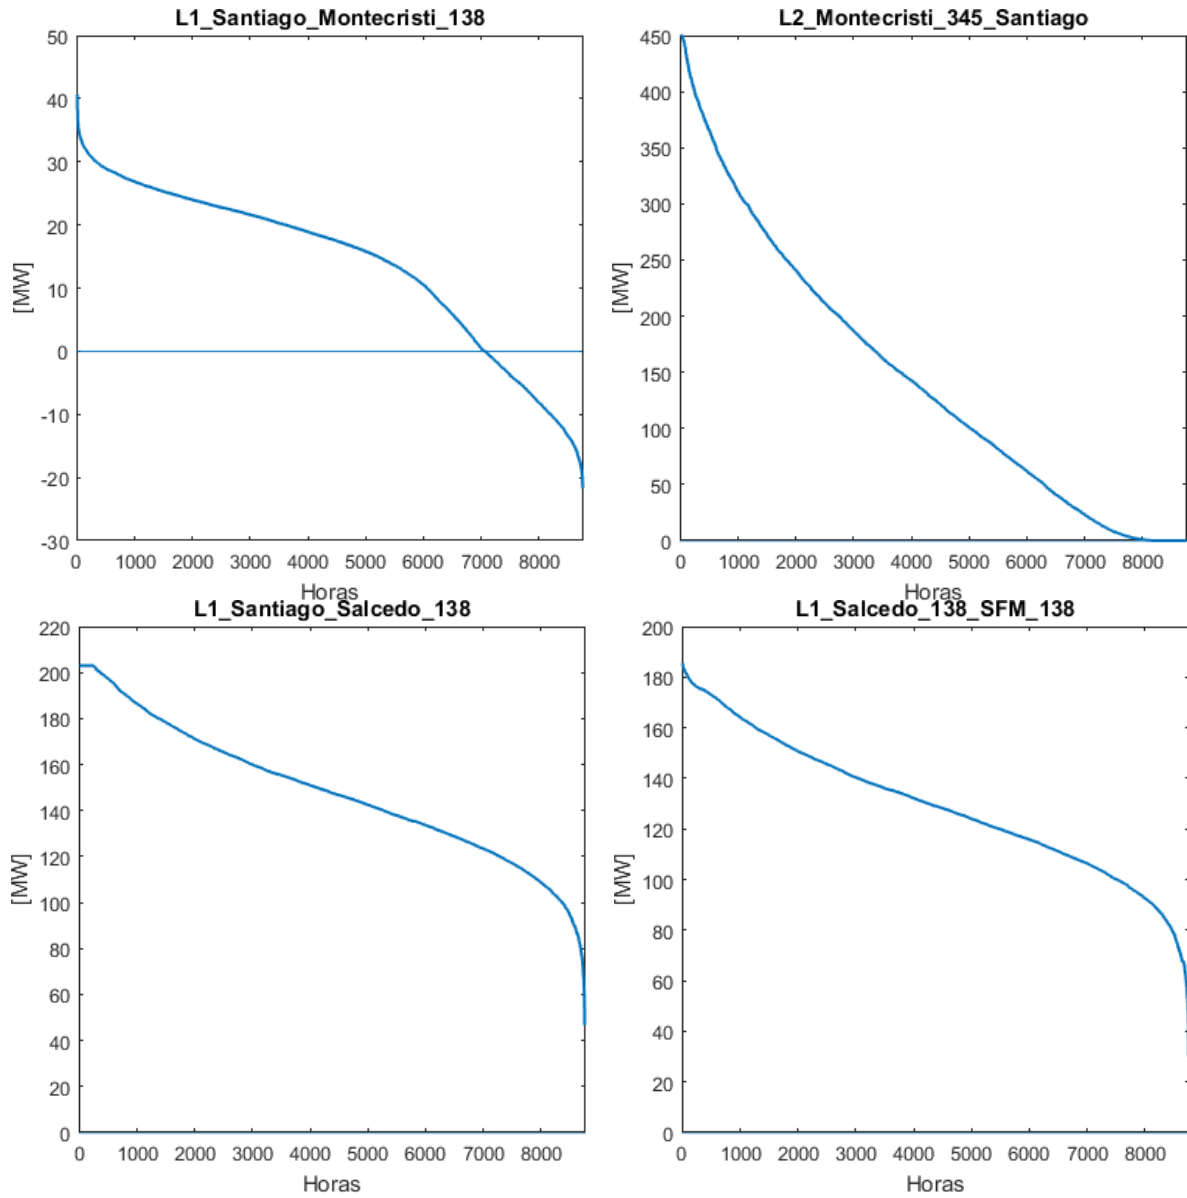 L1_Santiago_Montecristi_138
50
40
30
20
10
0
-10
-20
-30
[MW]
0 1000 2000 3000 4000 5000 6000 7000 8000
Horas
L2_Montecristi_345_Santiago
450
400
350
300
250
200
150
100
50
0
[MW]
0 1000 2000 3000 4000 5000 6000 7000 8000
Horas
L1_Santiago_Salcedo_138
220
200
180
160
140
120
100
80
60
40
20
0
[MW]
0 1000 2000 3000 4000 5000 6000 7000 8000
Horas
L1_Salcedo_138_SFM_138
200
180
160
140
120
100
80
60
40
20
0
[MW]
0 1000 2000 3000 4000 5000 6000 7000 8000
Horas